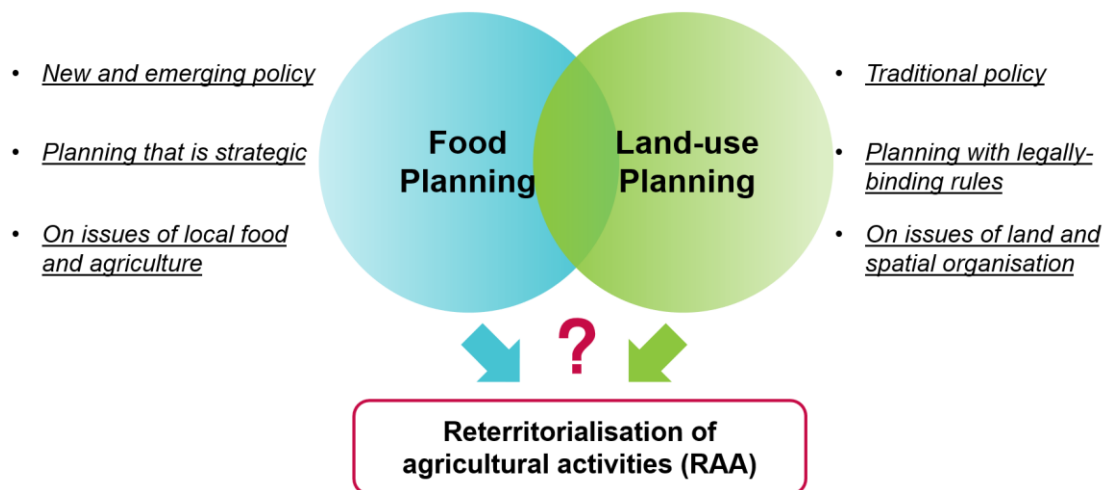 • New and emerging policy
• Planning that is strategic
• On issues of local food
and agriculture
Food
Planning
Land-use
Planning
• Traditional policy
• Planning with legally-
binding rules
• On issues of land and
spatial organisation
?
Reterritorialisation of
agricultural activities (RAA)